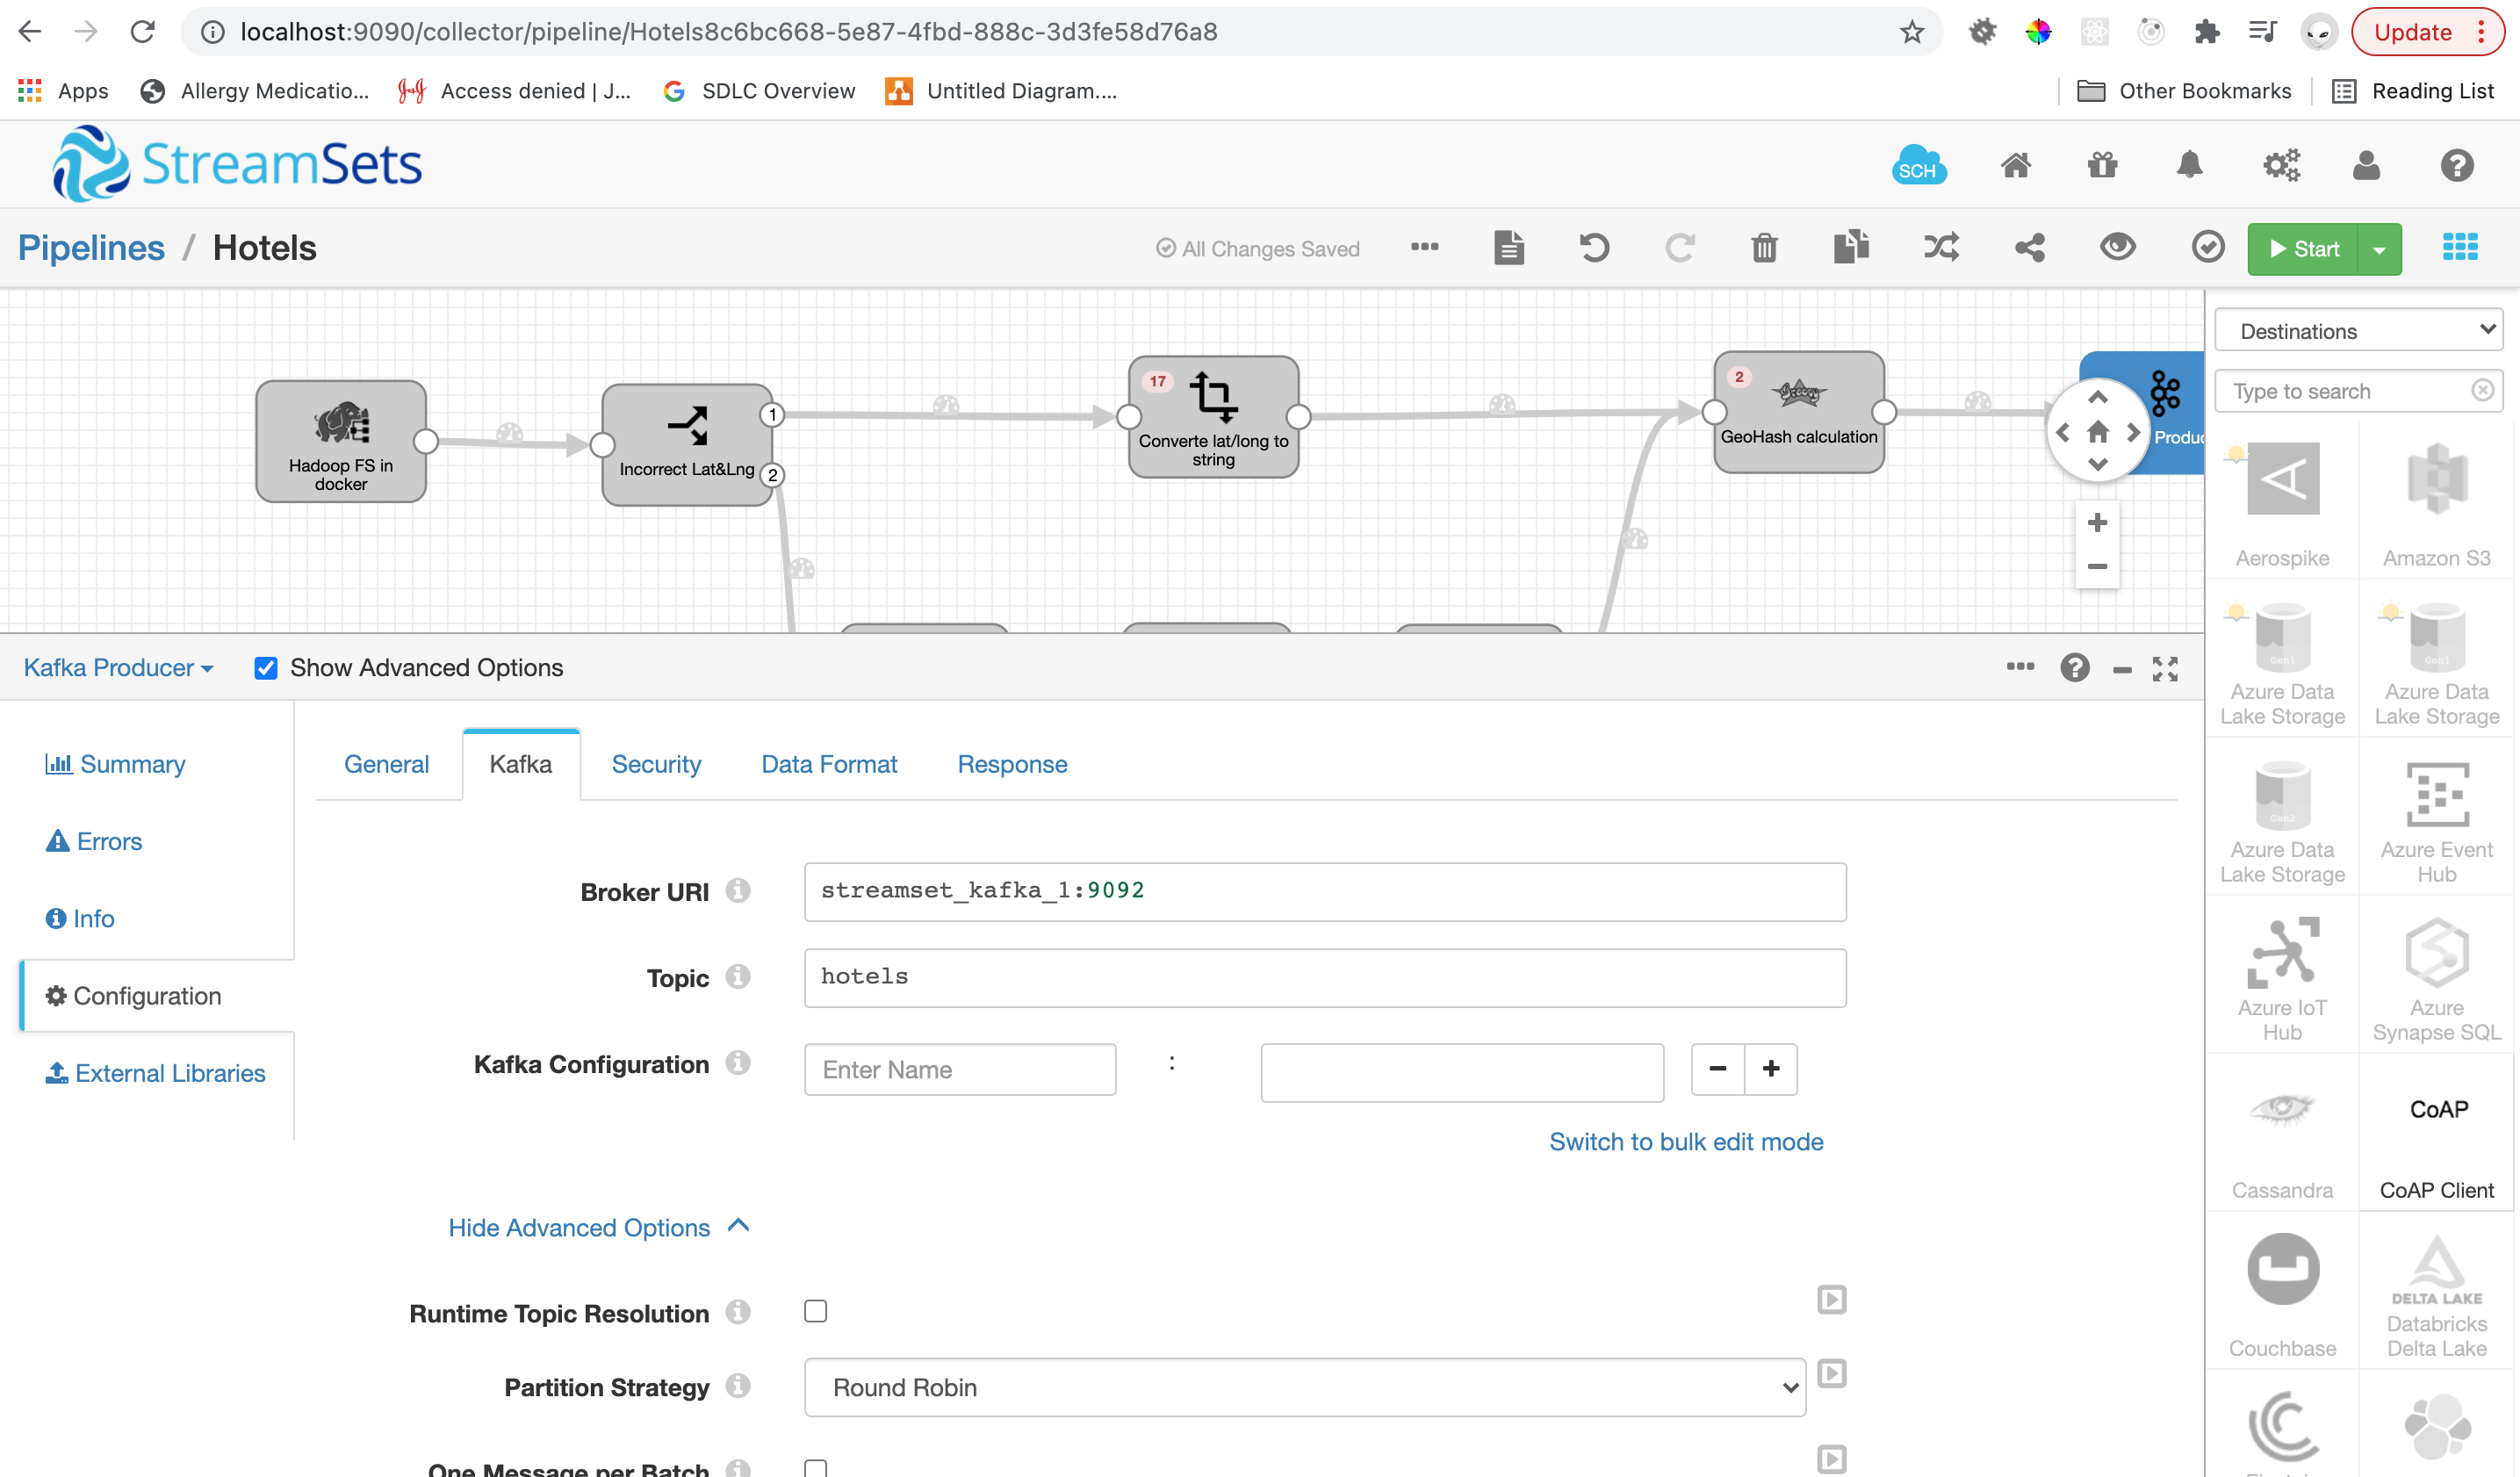 localhost:9090/collector/pipeline/Hotels8c6bc668-5e87-4fbd-888c-3d3fe58d76a8
Update
Apps
Allergy Medicatio...
Access denied | J...
SDLC Overview
Untitled Diagram....
Other Bookmarks
Reading List
StreamSets
SCH
Pipelines / Hotels
All Changes Saved
Start
Destinations
Type to search
Hadoop FS in
docker
Incorrect Lat&Lng
1
2
17
Converte lat/long to
string
2
GeoHash calculation
Produc
Aerospike
Amazon S3
Gen1
Azure Data
Lake Storage
Gen1
Azure Data
Lake Storage
Gen2
Azure Data
Lake Storage
Azure Event
Hub
Azure IoT
Hub
Azure
Synapse SQL
Cassandra
CoAP
CoAP Client
Couchbase
DELTA LAKE
Databricks
Delta Lake
Kafka Producer
Show Advanced Options
Summary
Errors
Info
Configuration
External Libraries
General
Kafka
Security
Data Format
Response
Broker URI
streamset_kafka_1:9092
Topic
hotels
Kafka Configuration
Enter Name
:
Switch to bulk edit mode
Hide Advanced Options
Runtime Topic Resolution
Partition Strategy
Round Robin
One Message per Batch